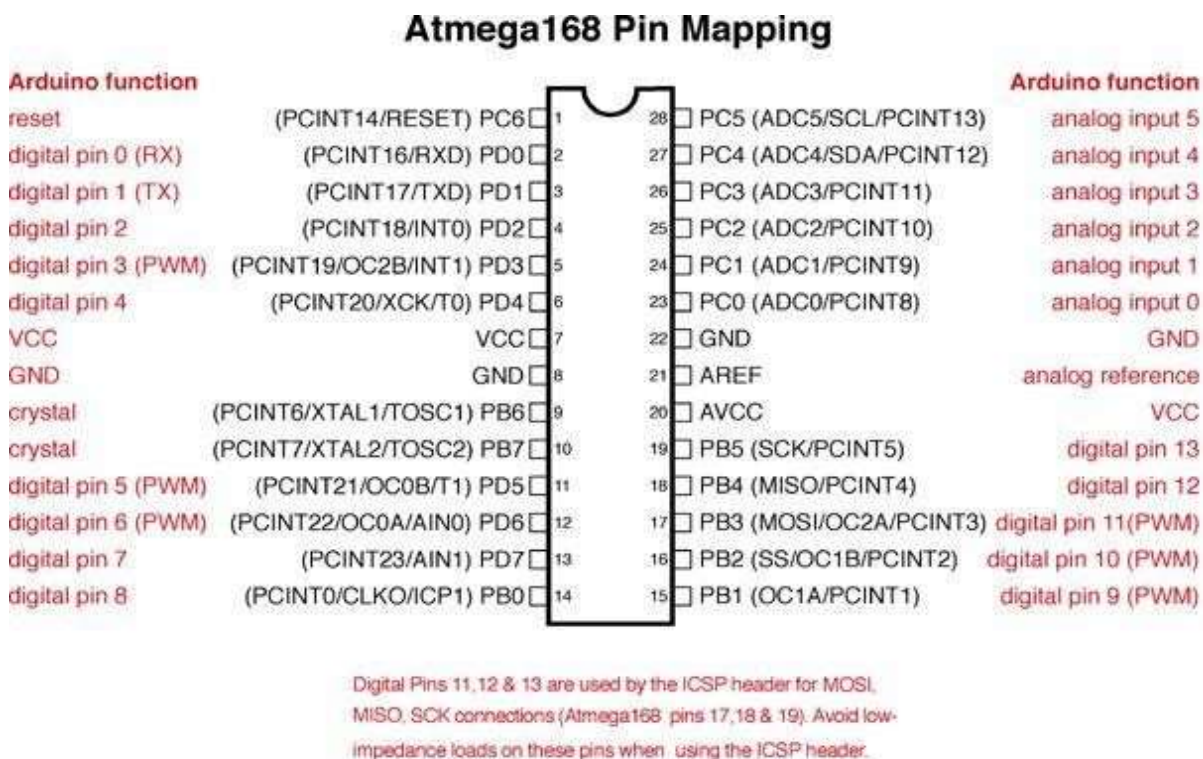 Atmega168 Pin Mapping
Arduino function Arduino function
reset (PCINT14/RESET) PC6 1 28 PC5 (ADC5/SCL/PCINT13) analog input 5
digital pin 0 (RX) (PCINT16/RXD) PD0 2 27 PC4 (ADC4/SDA/PCINT12) analog input 4
digital pin 1 (TX) (PCINT17/TXD) PD1 3 26 PC3 (ADC3/PCINT11) analog input 3
digital pin 2 (PCINT18/INT0) PD2 4 25 PC2 (ADC2/PCINT10) analog input 2
digital pin 3 (PWM) (PCINT19/OC2B/INT1) PD3 5 24 PC1 (ADC1/PCINT9) analog input 1
digital pin 4 (PCINT20/XCK/T0) PD4 6 23 PC0 (ADC0/PCINT8) analog input 0
VCC VCC 7 22 GND GND
GND GND 8 21 AREF analog reference
crystal (PCINT6/XTAL1/TOSC1) PB6 9 20 AVCC VCC
crystal (PCINT7/XTAL2/TOSC2) PB7 10 19 PB5 (SCK/PCINT5) digital pin 13
digital pin 5 (PWM) (PCINT21/OC0B/T1) PD5 11 18 PB4 (MISO/PCINT4) digital pin 12
digital pin 6 (PWM) (PCINT22/OC0A/AIN0) PD6 12 17 PB3 (MOSI/OC2A/PCINT3) digital pin 11(PWM)
digital pin 7 (PCINT23/AIN1) PD7 13 16 PB2 (SS/OC1B/PCINT2) digital pin 10 (PWM)
digital pin 8 (PCINT0/CLKO/ICP1) PB0 14 15 PB1 (OC1A/PCINT1) digital pin 9 (PWM)
Digital Pins 11,12 & 13 are used by the ICSP header for MOSI,
MISO, SCK connections (Atmega168 pins 17,18 & 19). Avoid low-
impedance loads on these pins when using the ICSP header.